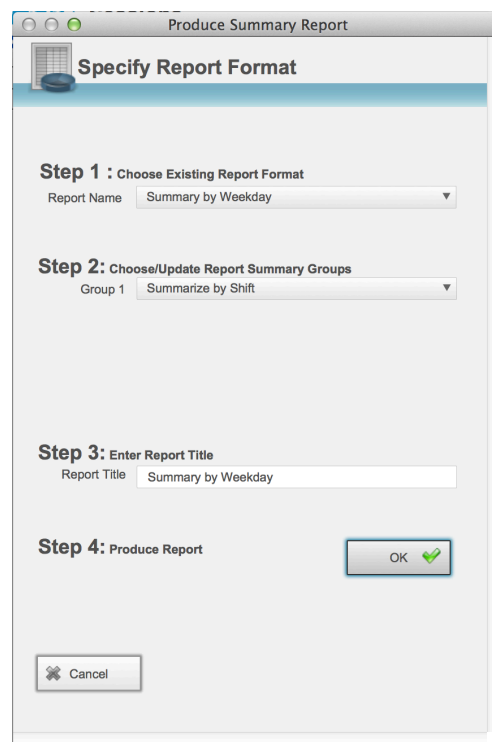 Produce Summary Report
Specify Report Format
Step 1 : Choose Existing Report Format
Report Name Summary by Weekday
Step 2: Choose/Update Report Summary Groups
Group 1 Summarize by Shift
Step 3: Enter Report Title
Report Title Summary by Weekday
Step 4: Produce Report
OK
Cancel